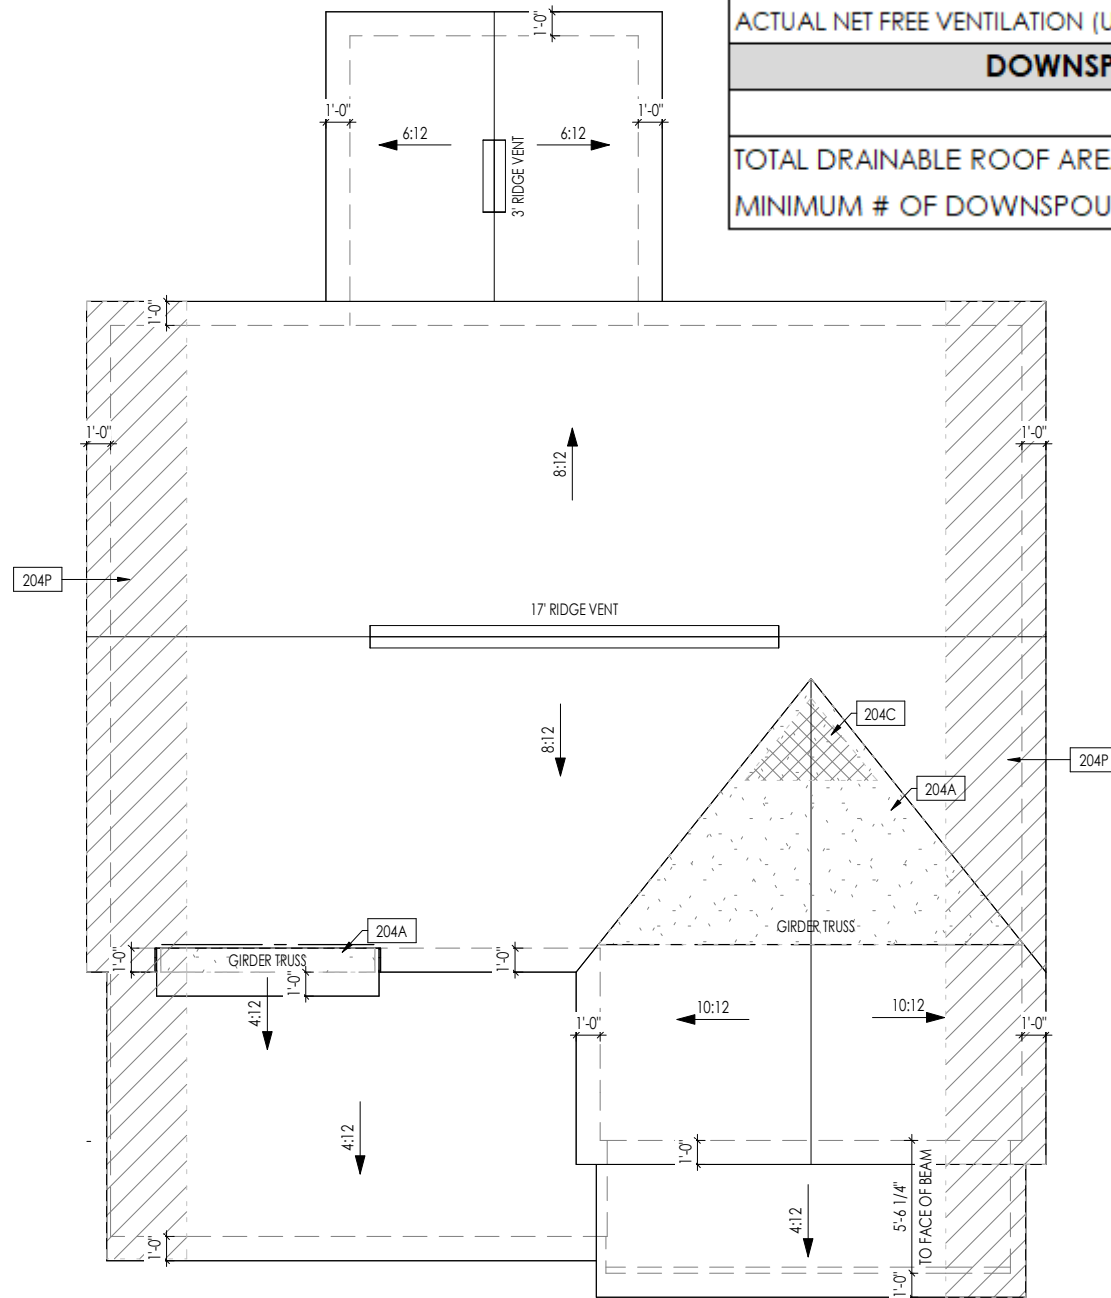 ACTUAL NET FREE VENTILATION (U
DOWNSP
TOTAL DRAINABLE ROOF ARE
MINIMUM # OF DOWNSPOU
1'-0"
1'-0"
1'-0"
6:12
6:12
3' RIDGE VENT
1'-0"
1'-0"
1'-0"
8:12
204P
17' RIDGE VENT
204C
8:12
204P
204A
204A
GIRDER TRUSS
1'-0"
GIRDER TRUSS
1'-0"
1'-0"
4:12
10:12
10:12
1'-0"
1'-0"
4:12
1'-0"
5'-6 1/4"
TO FACE OF BEAM
4:12
1'-0"
1'-0"